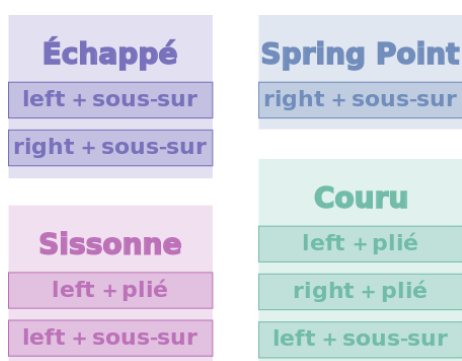 Échappé
left + sous-sur
right + sous-sur
Sissonne
left + plié
left + sous-sur
Spring Point
right + sous-sur
Couru
left + plié
right + plié
left + sous-sur